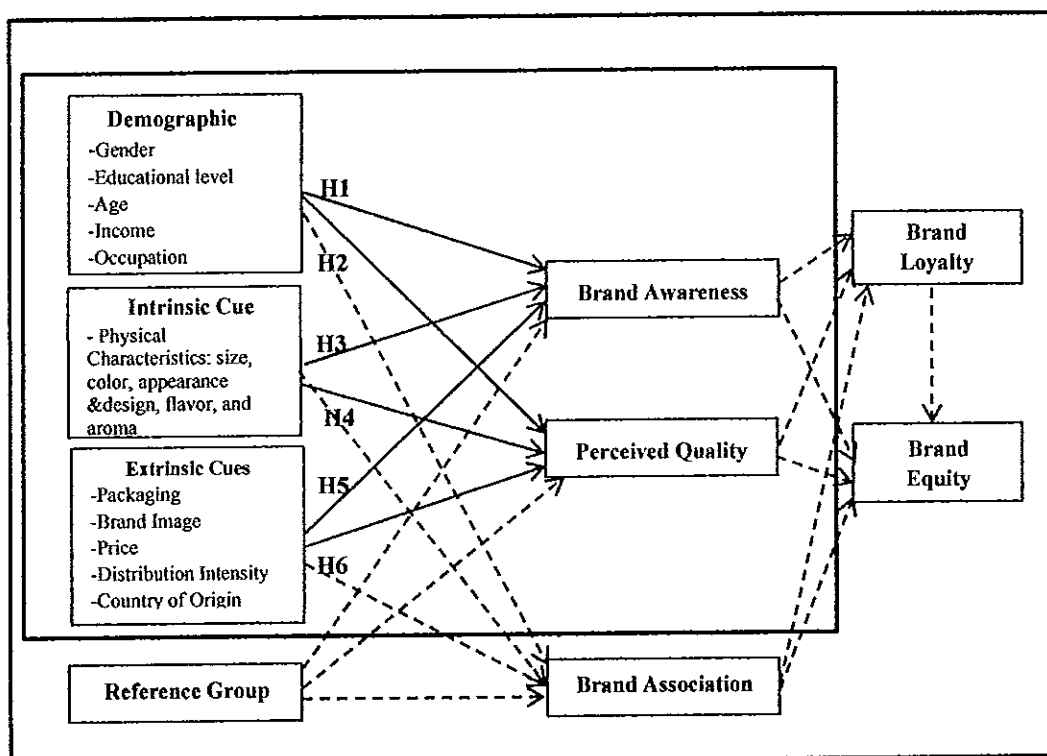 Demographic
-Gender
-Educational level
-Age
-Income
-Occupation
H1
H2
Intrinsic Cue
- Physical
Characteristics: size,
color, appearance
&design, flavor, and
aroma
H3
H4
Extrinsic Cues
-Packaging
-Brand Image
-Price
-Distribution Intensity
-Country of Origin
H5
H6
Reference Group
Brand Awareness
Perceived Quality
Brand Association
Brand
Loyalty
Brand
Equity